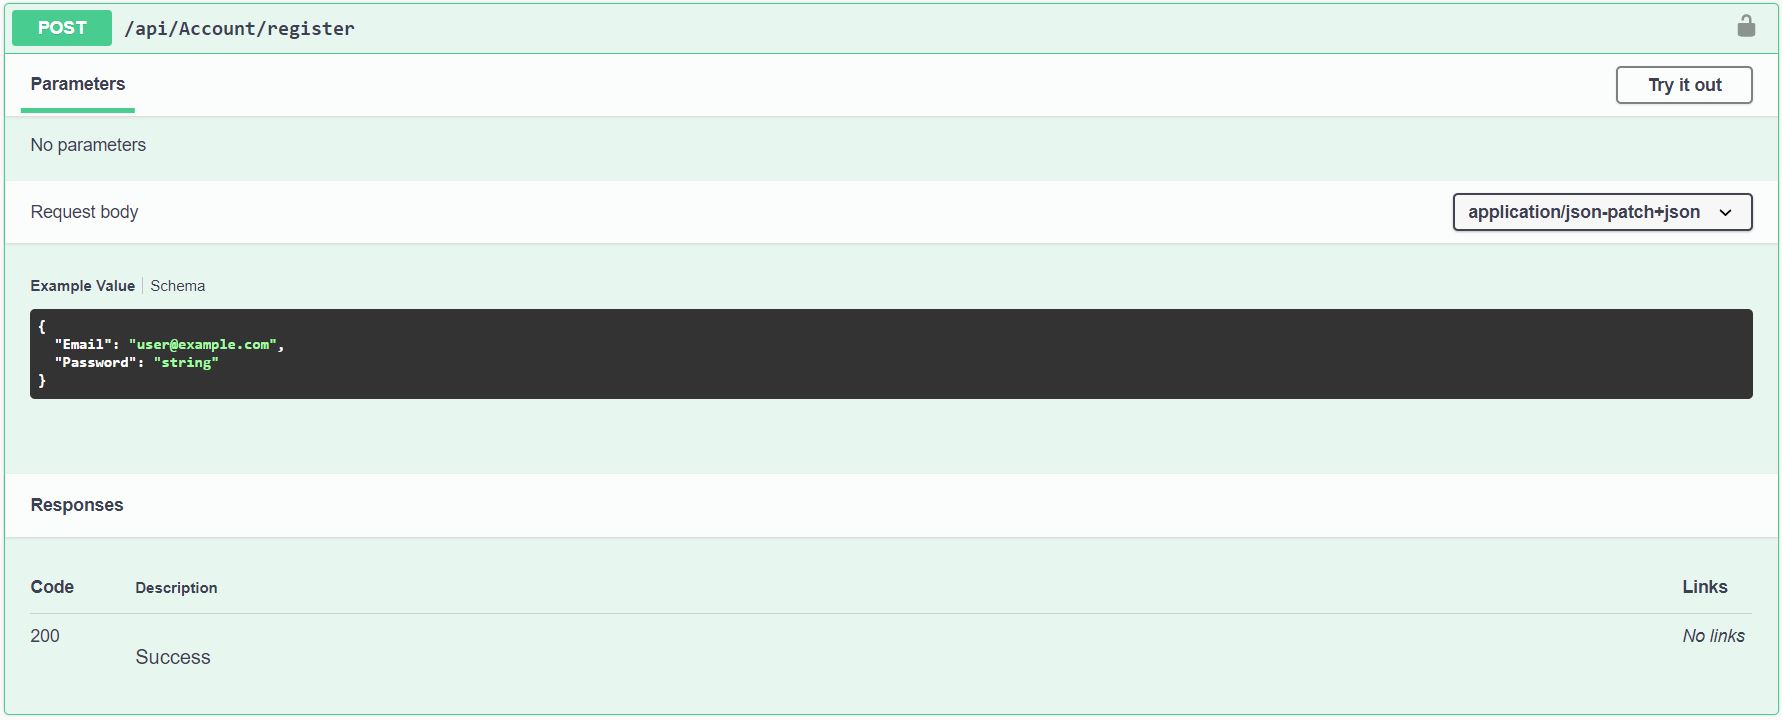 POST /api/Account/register
Parameters
Try it out
No parameters
Request body
application/json-patch+json
Example Value | Schema
{
  "Email": "user@example.com",
  "Password": "string"
}
Responses
Code Description Links
200 Success No links